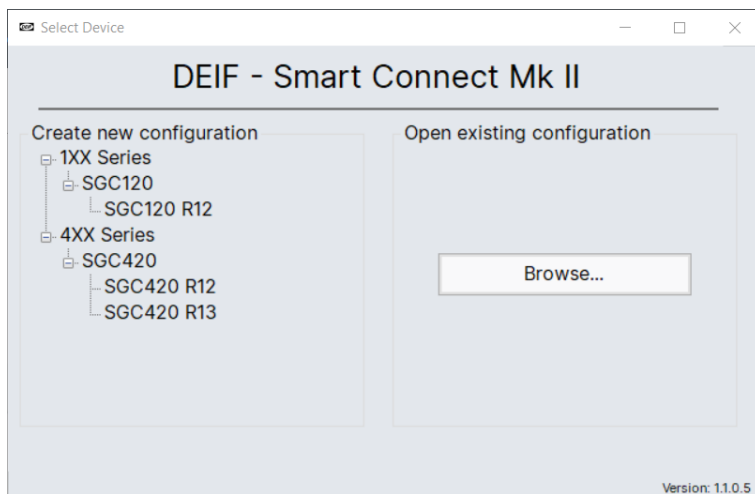 DEIF Select Device
DEIF - Smart Connect Mk II
Create new configuration
1XX Series
SGC120
SGC120 R12
4XX Series
SGC420
SGC420 R12
SGC420 R13
Open existing configuration
Browse...
Version: 1.1.0.5